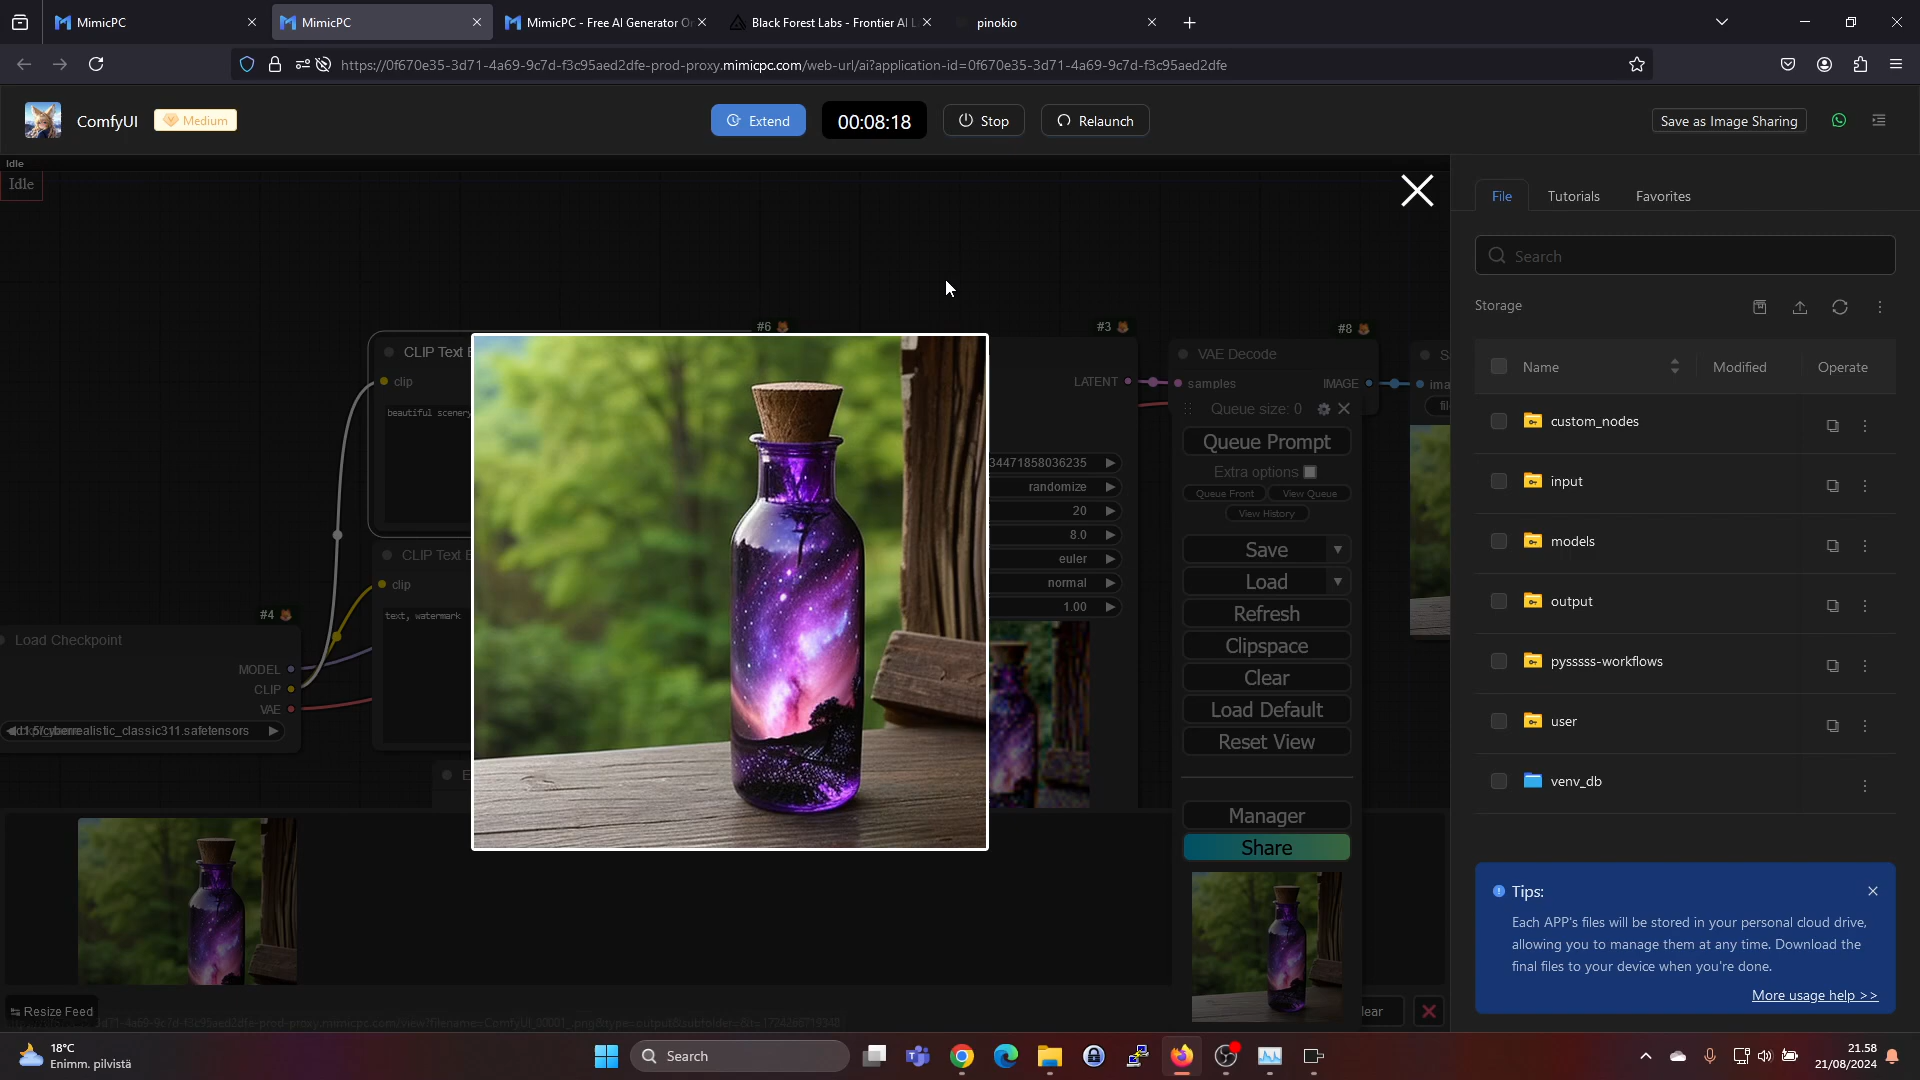 MimicPC
MimicPC
MimicPC - Free AI Generator Or
Black Forest Labs - Frontier AI L
pinokio
https://0f670e35-3d71-4a69-9c7d-f3c95aed2dfe-prod-proxy.mimicpc.com/web-url/ai?application-id=0f670e35-3d71-4a69-9c7d-f3c95aed2dfe
ComfyUI
Medium
Extend
00:08:18
Stop
Relaunch
Save as Image Sharing
Idle
Idle
File
Tutorials
Favorites
Search
Storage
Name
Modified
Operate
custom_nodes
input
models
output
pysssss-workflows
user
venv_db
#6
#3
#8
CLIP Text E
clip
beautiful scenery
CLIP Text E
clip
text, watermark
#4
Load Checkpoint
MODEL
CLIP
VAE
cyberrealistic_classic311.safetensors
LATENT
34471858036235
randomize
20
8.0
euler
normal
1.00
VAE Decode
samples
IMAGE
S
ima
fil
Queue size: 0
Queue Prompt
Extra options
Queue Front
View Queue
View History
Save
Load
Refresh
Clipspace
Clear
Load Default
Reset View
Manager
Share
E
Resize Feed
lear
Tips:
Each APP's files will be stored in your personal cloud drive,
allowing you to manage them at any time. Download the
final files to your device when you're done.
More usage help >>
18°C
Enimm. pilvistä
Search
21.58
21/08/2024